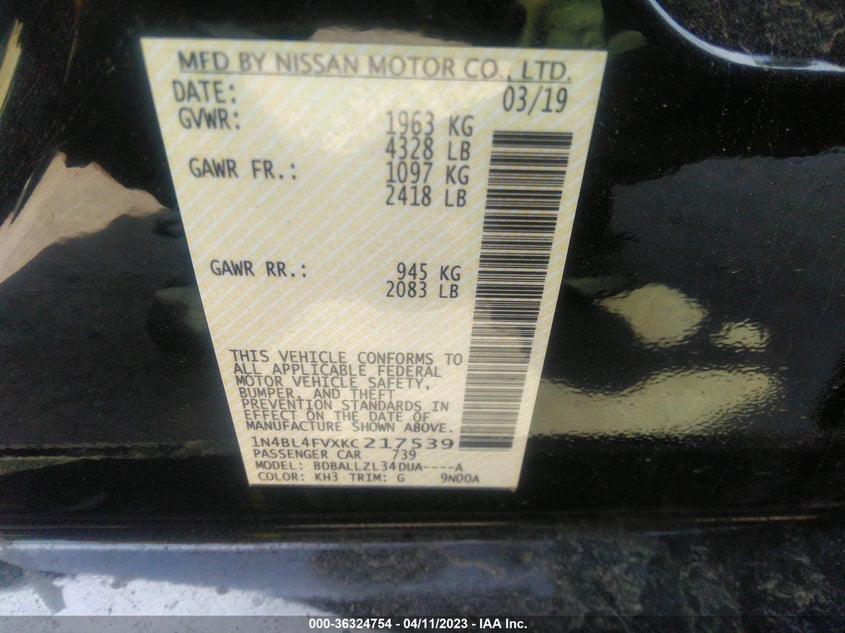 MFD BY NISSAN MOTOR CO., LTD.
DATE: 03/19
GVWR: 1963 KG
4328 LB
GAWR FR.: 1097 KG
2418 LB
GAWR RR.: 945 KG
2083 LB
THIS VEHICLE CONFORMS TO
ALL APPLICABLE FEDERAL
MOTOR VEHICLE SAFETY,
BUMPER, AND THEFT
PREVENTION STANDARDS IN
EFFECT ON THE DATE OF
MANUFACTURE SHOWN ABOVE.
1N4BL4FVXKC217539
PASSENGER CAR 739
MODEL: BDBALLZL34DUA----A
COLOR: KH3 TRIM: G 9N00A
000-36324754 - 04/11/2023 - IAA Inc.